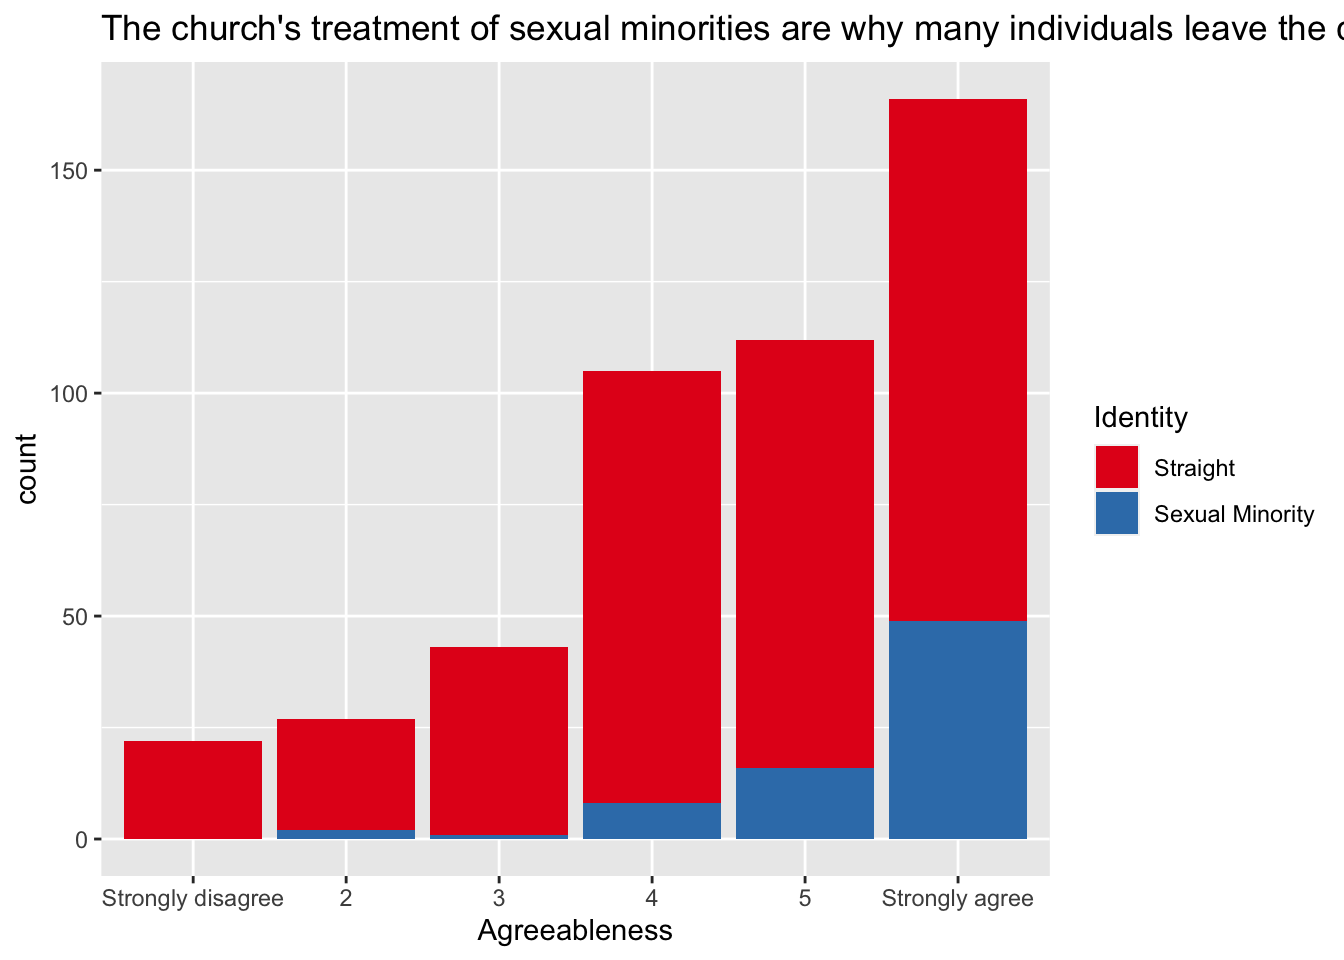 The church's treatment of sexual minorities are why many individuals leave the
150
100
50
0
count
Strongly disagree 2 3 4 5 Strongly agree
Agreeableness
Identity
Straight
Sexual Minority